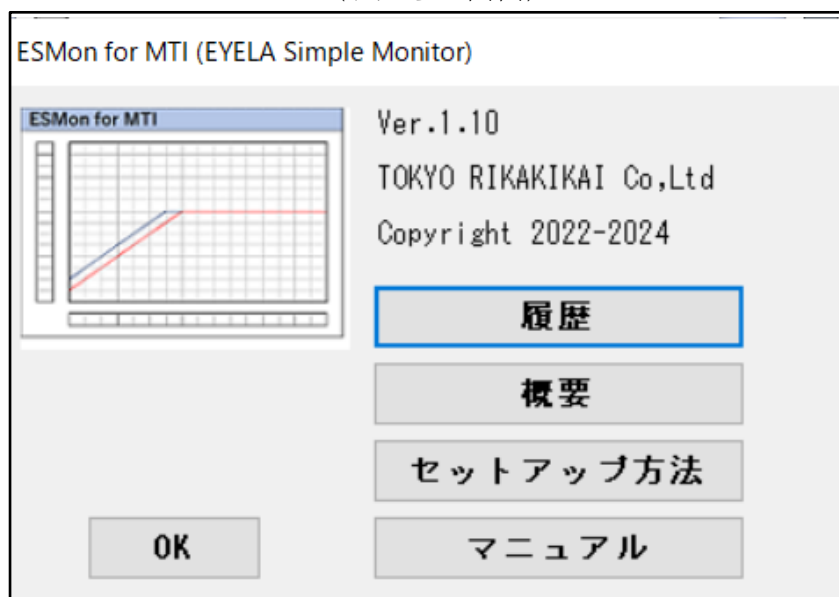 ESMon for MTI (EYELA Simple Monitor)
ESMon for MTI
Ver.1.10
TOKYO RIKAKIKAI Co,Ltd
Copyright 2022-2024
履歴
概要
セットアップ方法
マニュアル
OK